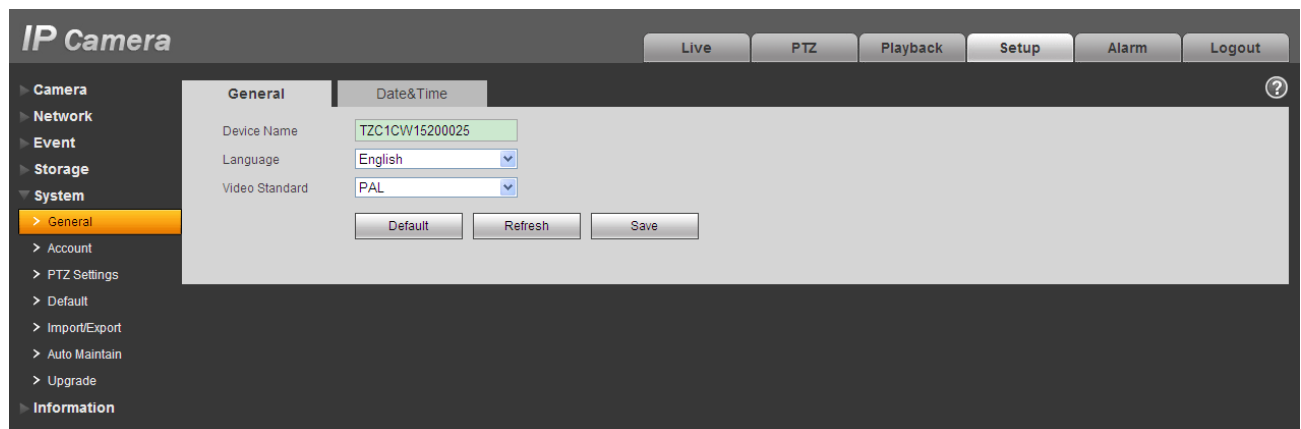 IP Camera
Live PTZ Playback Setup Alarm Logout
Camera
Network
Event
Storage
System
> General
> Account
> PTZ Settings
> Default
> Import/Export
> Auto Maintain
> Upgrade
Information
General Date&Time
?
Device Name TZC1CW15200025
Language English
Video Standard PAL
Default Refresh Save